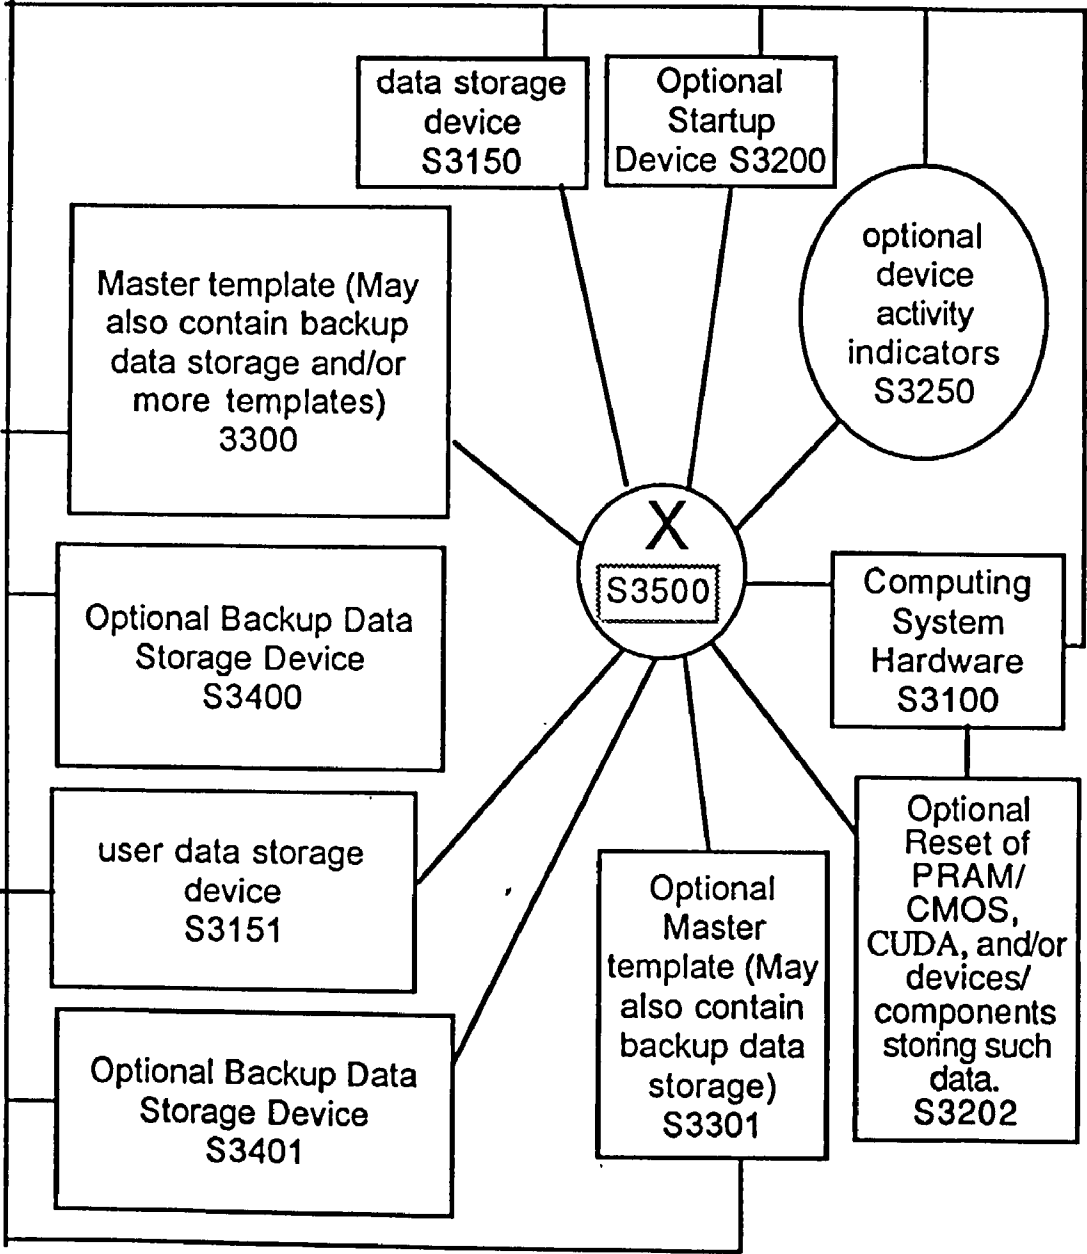 data storage
device
S3150
Optional
Startup
Device S3200
optional
device
activity
indicators
S3250
Master template (May
also contain backup
data storage and/or
more templates)
3300
X
S3500
Computing
System
Hardware
S3100
Optional Backup Data
Storage Device
S3400
user data storage
device
S3151
Optional
Master
template (May
also contain
backup data
storage)
S3301
Optional
Reset of
PRAM/
CMOS,
CUDA, and/or
devices/
components
storing such
data.
S3202
Optional Backup Data
Storage Device
S3401